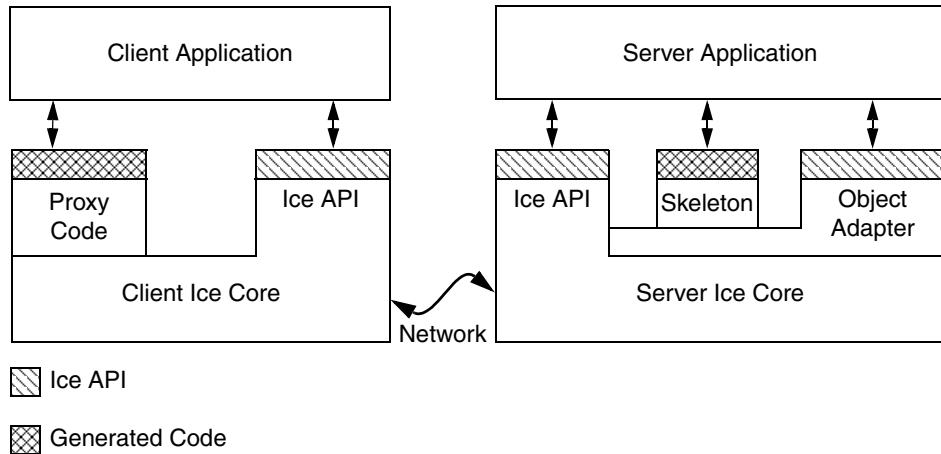 Client Application
Server Application
Proxy
Code
Ice API
Ice API
Skeleton
Object
Adapter
Client Ice Core
Server Ice Core
Network
Ice API
Generated Code